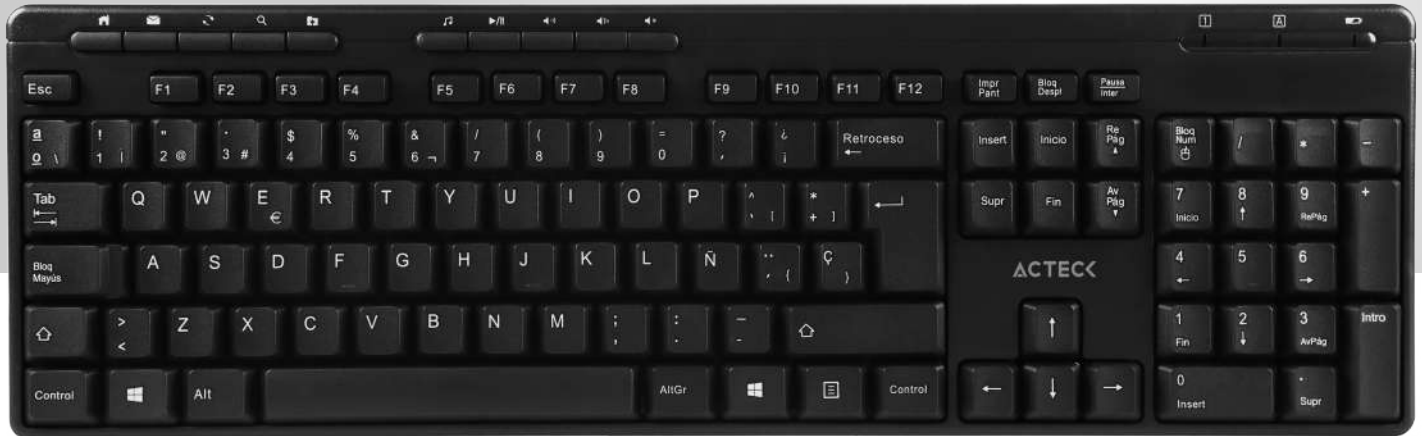 1 A
Esc F1 F2 F3 F4 F5 F6 F7 F8 F9 F10 F11 F12 Impr Pant Bloq Despl Pausa Inter
a ! " · $ % & / ( ) = ? ¿ Retroceso Insert Inicio Re Pág Bloq Num / * -
o \ 1 | 2 @ 3 # 4 5 6 ¬ 7 8 9 0 ' ¡
Tab Q W E € R T Y U I O P ^ ` [ * + ] Supr Fin Av Pág 7 Inicio 8 9 RePág +
Bloq Mayús A S D F G H J K L Ñ ¨ ´ { Ç } ACTECK 4 5 6
> < Z X C V B N M ; , : . _ - 1 Fin 2 3 AvPág Intro
Control Alt AltGr Control 0 Insert . Supr